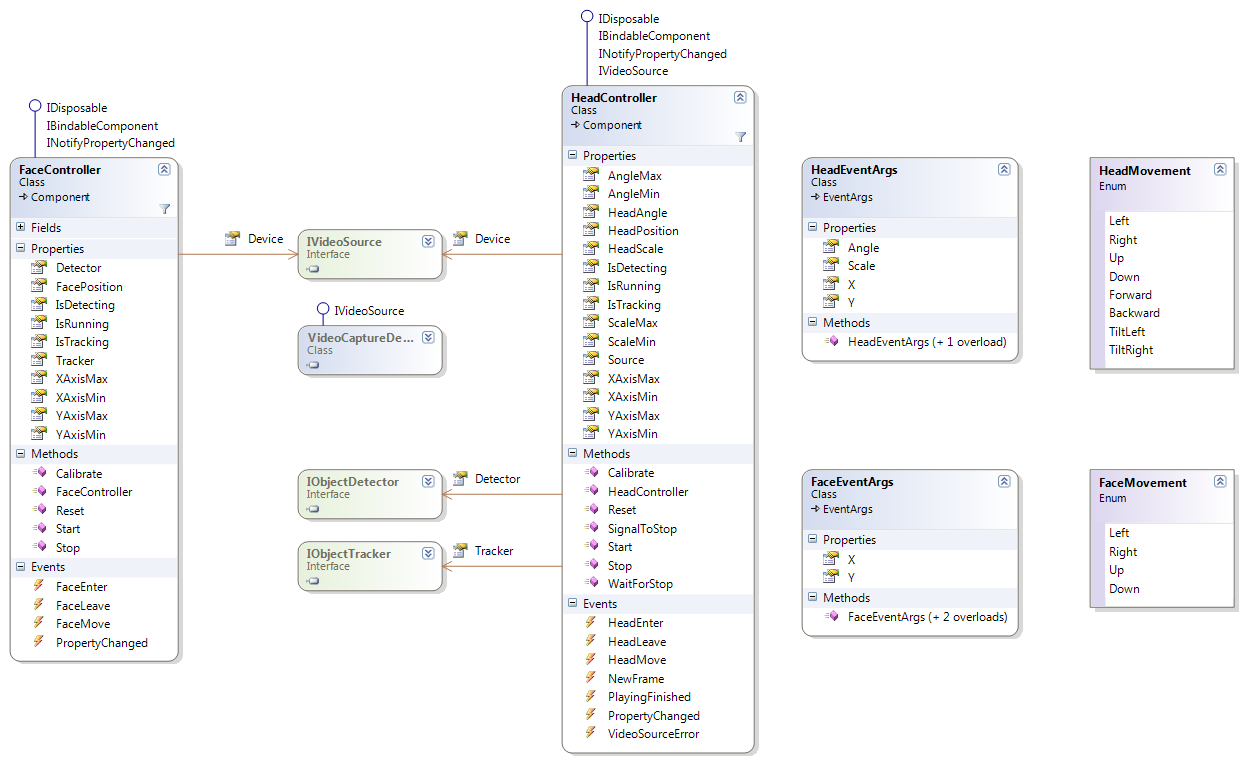 IDisposable
IBindableComponent
INotifyPropertyChanged
FaceController
Class
Component
Fields
Properties
Detector
FacePosition
IsDetecting
IsRunning
IsTracking
Tracker
XAxisMax
XAxisMin
YAxisMax
YAxisMin
Methods
Calibrate
FaceController
Reset
Start
Stop
Events
FaceEnter
FaceLeave
FaceMove
PropertyChanged
Device
IVideoSource
Interface
Device
IVideoSource
VideoCaptureDe...
Class
IObjectDetector
Interface
Detector
IObjectTracker
Interface
Tracker
IDisposable
IBindableComponent
INotifyPropertyChanged
IVideoSource
HeadController
Class
Component
Properties
AngleMax
AngleMin
HeadAngle
HeadPosition
HeadScale
IsDetecting
IsRunning
IsTracking
ScaleMax
ScaleMin
Source
XAxisMax
XAxisMin
YAxisMax
YAxisMin
Methods
Calibrate
HeadController
Reset
SignalToStop
Start
Stop
WaitForStop
Events
HeadEnter
HeadLeave
HeadMove
NewFrame
PlayingFinished
PropertyChanged
VideoSourceError
HeadEventArgs
Class
EventArgs
Properties
Angle
Scale
X
Y
Methods
HeadEventArgs (+ 1 overload)
FaceEventArgs
Class
EventArgs
Properties
X
Y
Methods
FaceEventArgs (+ 2 overloads)
HeadMovement
Enum
Left
Right
Up
Down
Forward
Backward
TiltLeft
TiltRight
FaceMovement
Enum
Left
Right
Up
Down